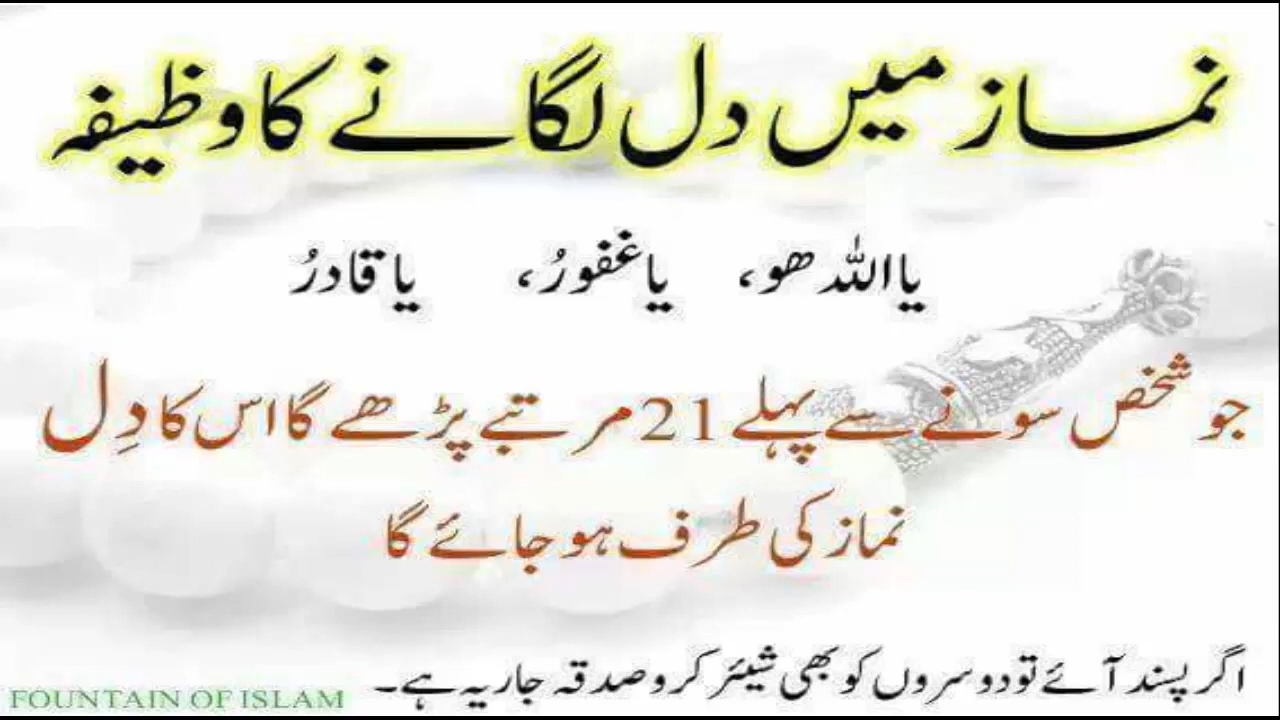 نماز میں دل لگانے کا وظیفہ
یا اللہ ھو، یا غفورُ، یا قادرُ
جو شخص سونے سے پہلے 21 مرتبے پڑھے گا اس کا دِل
نماز کی طرف ہو جائے گا
اگر پسند آئے تو دوسروں کو بھی شیئر کرو صدقہ جاریہ ہے۔
FOUNTAIN OF ISLAM